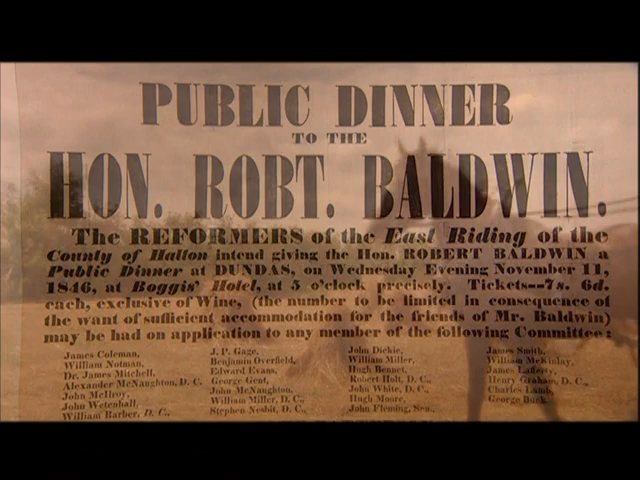 PUBLIC DINNER
TO THE
HON. ROBT. BALDWIN.
The REFORMERS of the East Riding of the
County of Halton intend giving the Hon. ROBERT BALDWIN a
Public Dinner at DUNDAS, on Wednesday Evening November 11,
1846, at Boggis' Hotel, at 5 o'clock precisely. Tickets--7s. 6d.
each, exclusive of Wine, (the number to be limited in consequence of
the want of sufficient accommodation for the friends of Mr. Baldwin)
may be had on application to any member of the following Committee:
James Coleman,
William Notman,
Dr. James Mitchell,
Alexander McNaughton, D. C.
John McIlroy,
John Wetenhall,
William Barber, D. C.,
J. P. Gage,
Benjamin Overfield,
Edward Evans,
George Gent,
John McNaughton,
William Miller, D. C.,
Stephen Nesbit, D. C.,
John Dickie,
William Miller,
Hugh Bennet,
Robert Holt, D. C.,
John White, D. C.,
Hugh Moore,
John Fleming, Sen.,
James Smith,
William McKinlay,
James Lafferty,
Henry Graham, D. C.,
Charles Lamb,
George Buck.